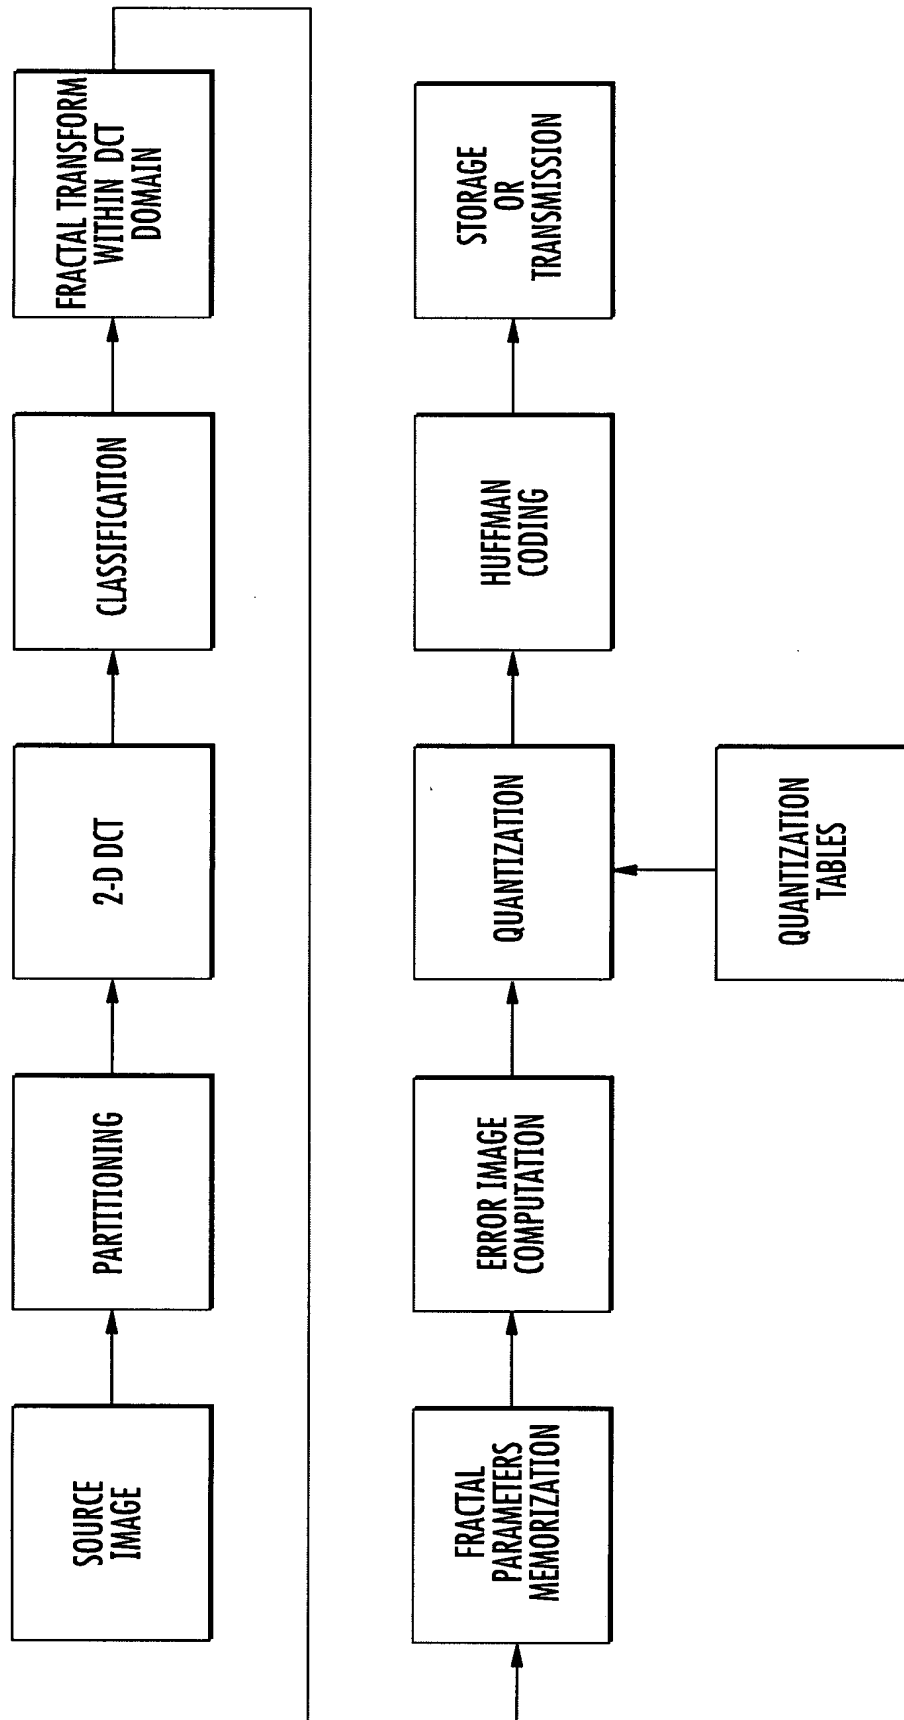 SOURCE
IMAGE
PARTITIONING
2-D DCT
CLASSIFICATION
FRACTAL TRANSFORM
WITHIN DCT
DOMAIN
FRACTAL
PARAMETERS
MEMORIZATION
ERROR IMAGE
COMPUTATION
QUANTIZATION
HUFFMAN
CODING
STORAGE
OR
TRANSMISSION
QUANTIZATION
TABLES